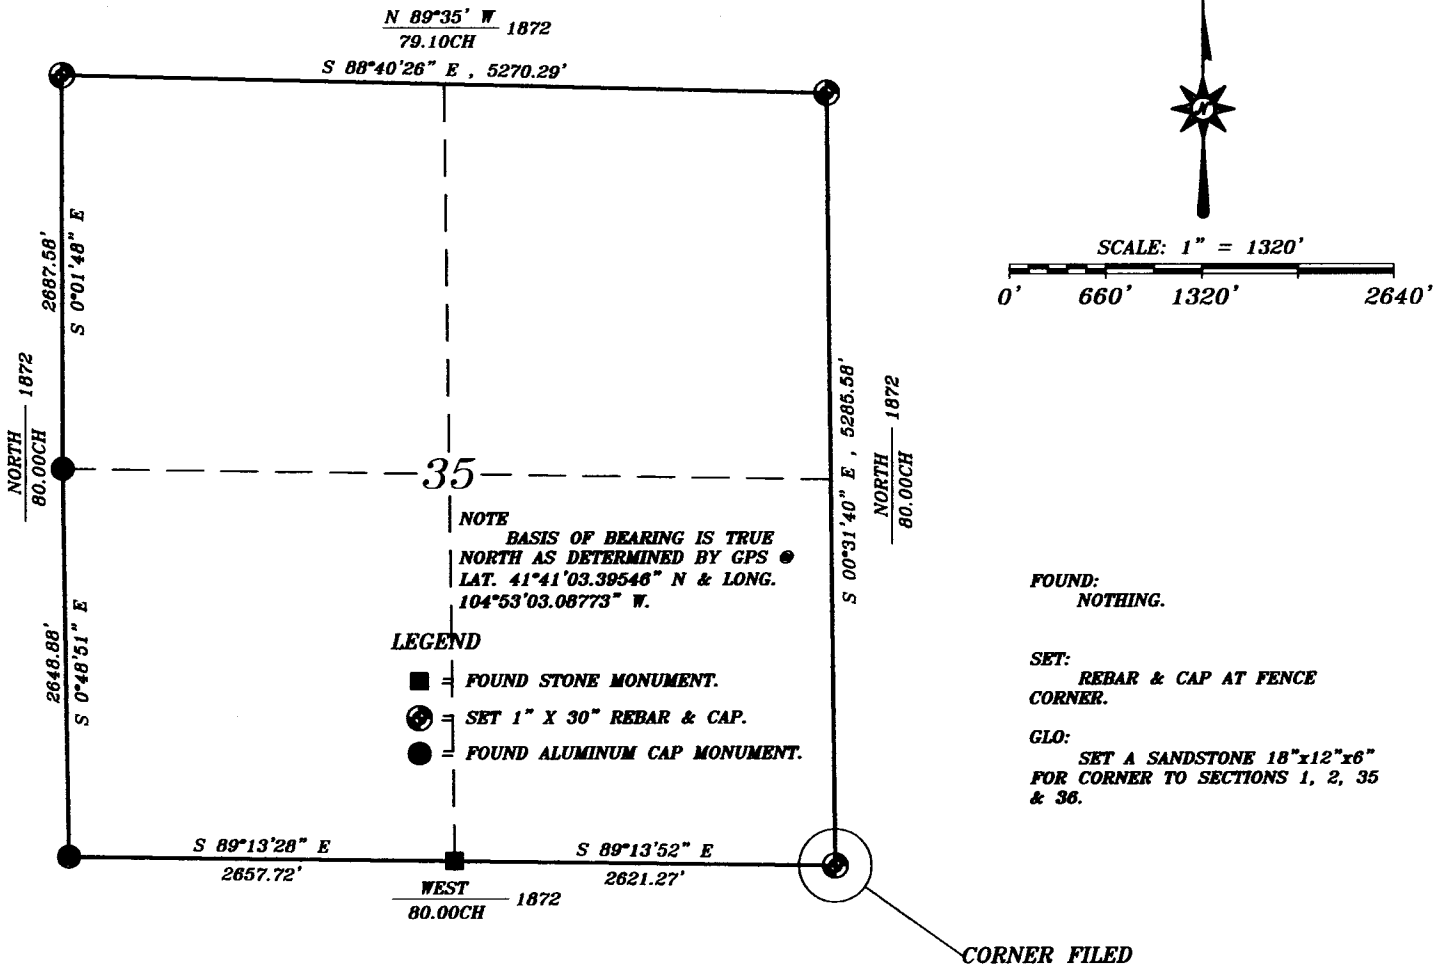 N 89°35' W
79.10CH
1872
S 88°40'26" E , 5270.29'
N
SCALE: 1" = 1320'
0' 660' 1320' 2640'
2687.58'
S 0°01'48" E
NORTH
80.00CH
1872
2648.88'
S 0°48'51" E
35
S 00°31'40" E , 5285.58'
NORTH
80.00CH
1872
NOTE
BASIS OF BEARING IS TRUE
NORTH AS DETERMINED BY GPS @
LAT. 41°41'03.39546" N & LONG.
104°53'03.08773" W.
LEGEND
= FOUND STONE MONUMENT.
= SET 1" X 30" REBAR & CAP.
= FOUND ALUMINUM CAP MONUMENT.
FOUND:
NOTHING.
SET:
REBAR & CAP AT FENCE
CORNER.
GLO:
SET A SANDSTONE 18"x12"x6"
FOR CORNER TO SECTIONS 1, 2, 35
& 36.
S 89°13'28" E
2657.72'
S 89°13'52" E
2621.27'
WEST
80.00CH
1872
CORNER FILED